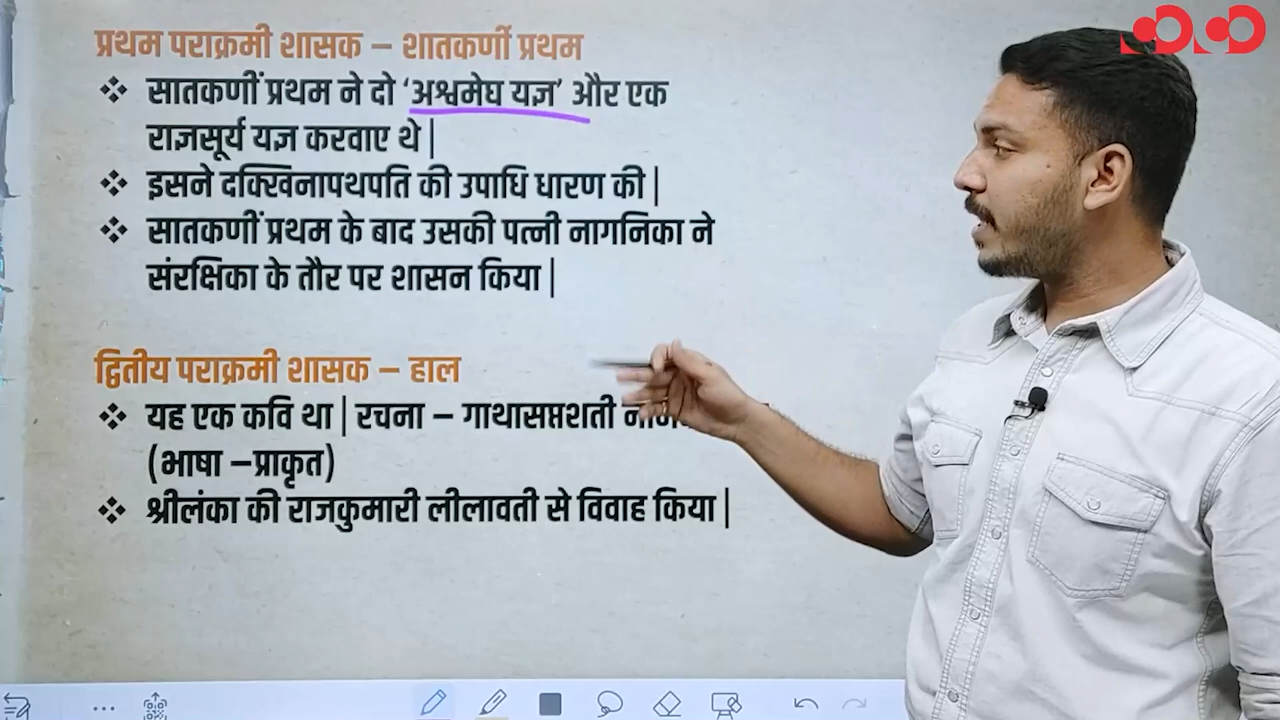 प्रथम पराक्रमी शासक – शातकर्णी प्रथम
❖ सातकर्णी प्रथम ने दो ‘अश्वमेघ यज्ञ’ और एक
राजसूर्य यज्ञ करवाए थे |
❖ इसने दक्खिनापथपति की उपाधि धारण की |
❖ सातकर्णी प्रथम के बाद उसकी पत्नी नागनिका ने
संरक्षिका के तौर पर शासन किया |
द्वितीय पराक्रमी शासक – हाल
❖ यह एक कवि था | रचना – गाथासप्तशती
(भाषा –प्राकृत)
❖ श्रीलंका की राजकुमारी लीलावती से विवाह किया |